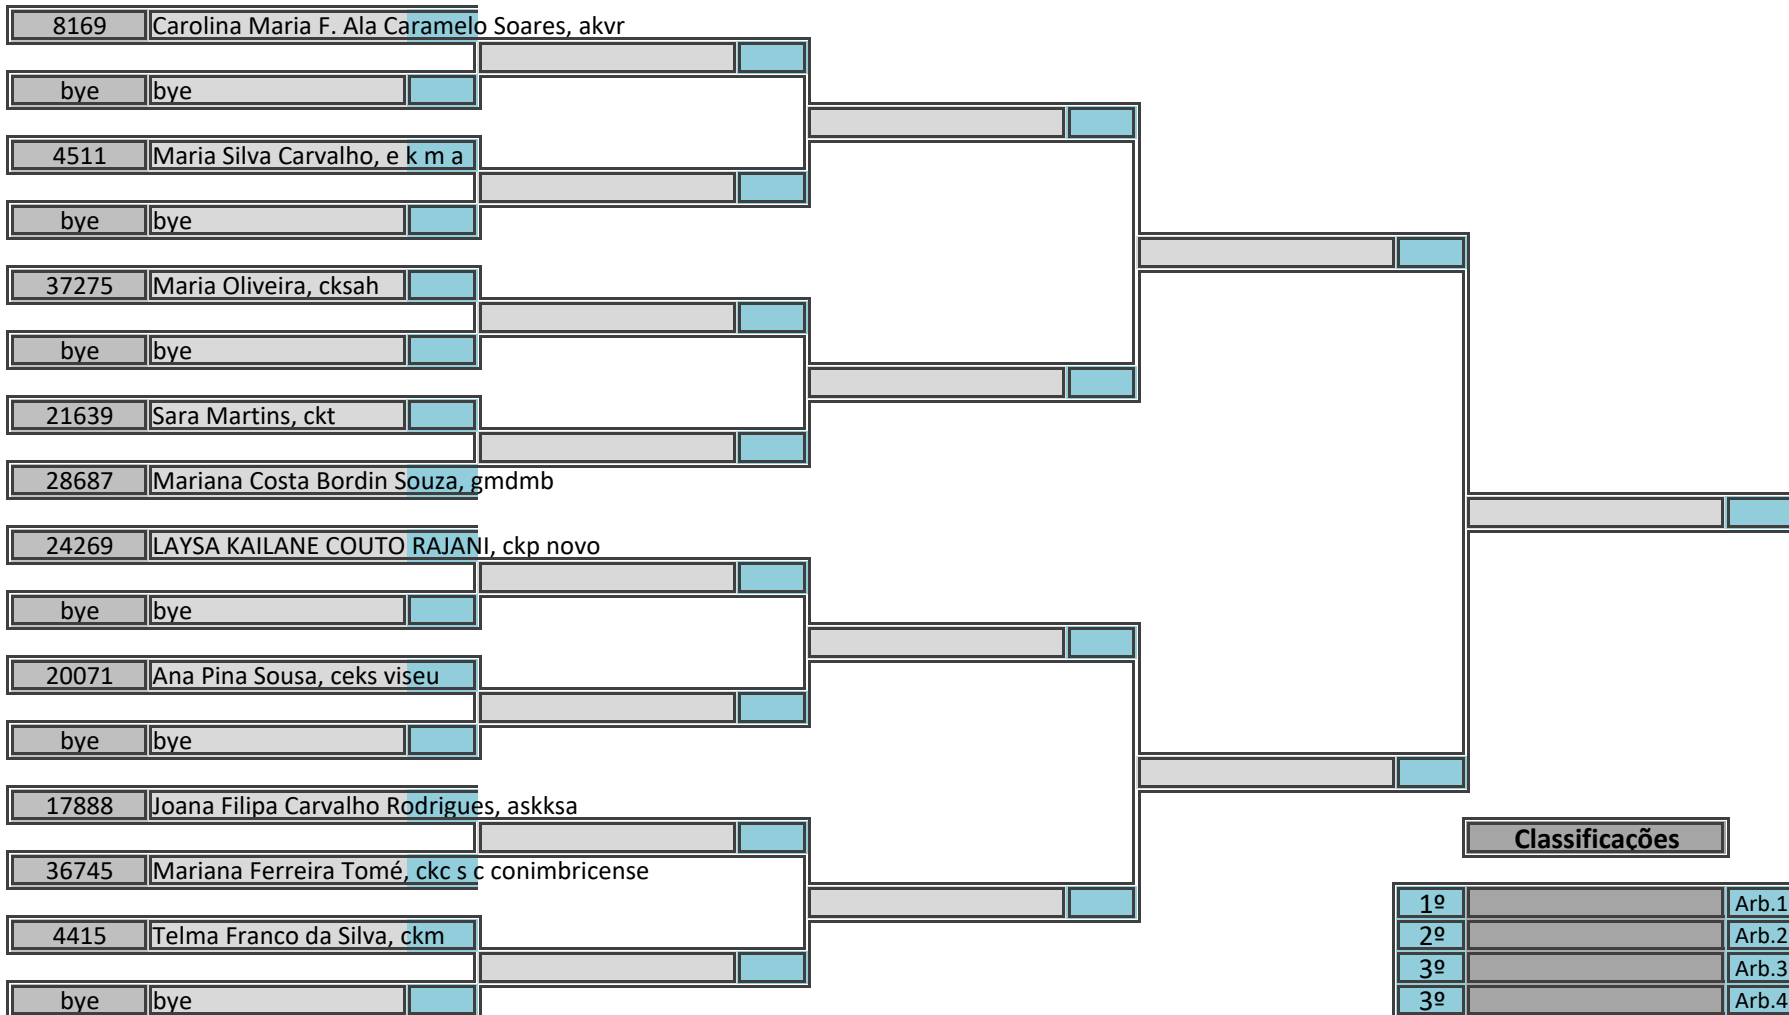 8169 Carolina Maria F. Ala Caramelo Soares, akvr
bye bye
4511 Maria Silva Carvalho, e k m a
bye bye
37275 Maria Oliveira, cksah
bye bye
21639 Sara Martins, ckt
28687 Mariana Costa Bordin Souza, gmdmb
24269 LAYSA KAILANE COUTO RAJANI, ckp novo
bye bye
20071 Ana Pina Sousa, ceks viseu
bye bye
17888 Joana Filipa Carvalho Rodrigues, askksa
36745 Mariana Ferreira Tomé, ckc s c conimbricense
4415 Telma Franco da Silva, ckm
bye bye
Classificações
1º Arb.1
2º Arb.2
3º Arb.3
3º Arb.4